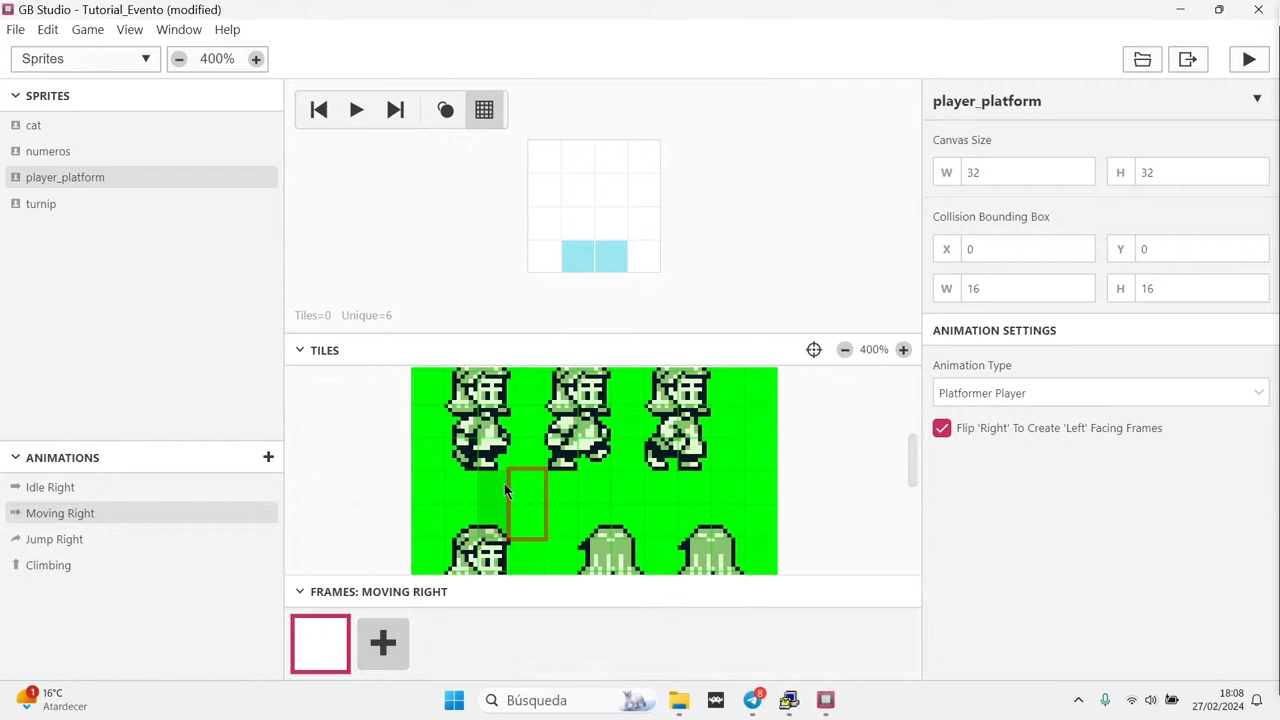 GB Studio - Tutorial_Evento (modified)
File Edit Game View Window Help
Sprites
400%
SPRITES
cat
numeros
player_platform
turnip
ANIMATIONS
Idle Right
Moving Right
Jump Right
Climbing
Tiles=0 Unique=6
TILES
400%
FRAMES: MOVING RIGHT
player_platform
Canvas Size
W 32 H 32
Collision Bounding Box
X 0 Y 0
W 16 H 16
ANIMATION SETTINGS
Animation Type
Platformer Player
Flip 'Right' To Create 'Left' Facing Frames
1
16°C
Atardecer
Búsqueda
8
18:08
27/02/2024